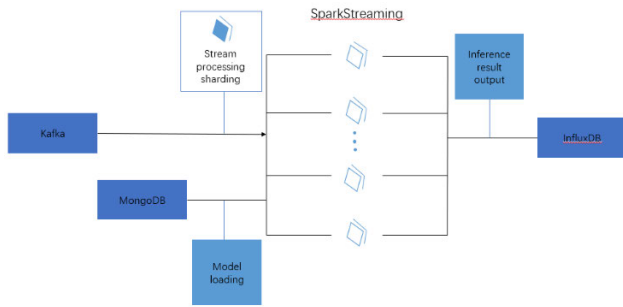 SparkStreaming
Stream
processing
sharding
Inference
result
output
Kafka
InfluxDB
MongoDB
Model
loading